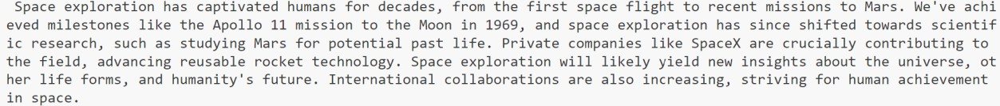 Space exploration has captivated humans for decades, from the first space flight to recent missions to Mars. We've achi
eved milestones like the Apollo 11 mission to the Moon in 1969, and space exploration has since shifted towards scientif
ic research, such as studying Mars for potential past life. Private companies like SpaceX are crucially contributing to
the field, advancing reusable rocket technology. Space exploration will likely yield new insights about the universe, ot
her life forms, and humanity's future. International collaborations are also increasing, striving for human achievement
in space.